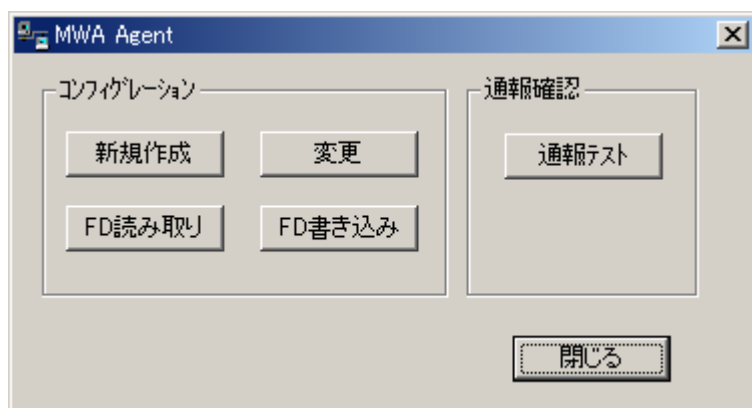 MWA Agent
コンフィグレーション
通報確認
新規作成
変更
通報テスト
FD読み取り
FD書き込み
閉じる